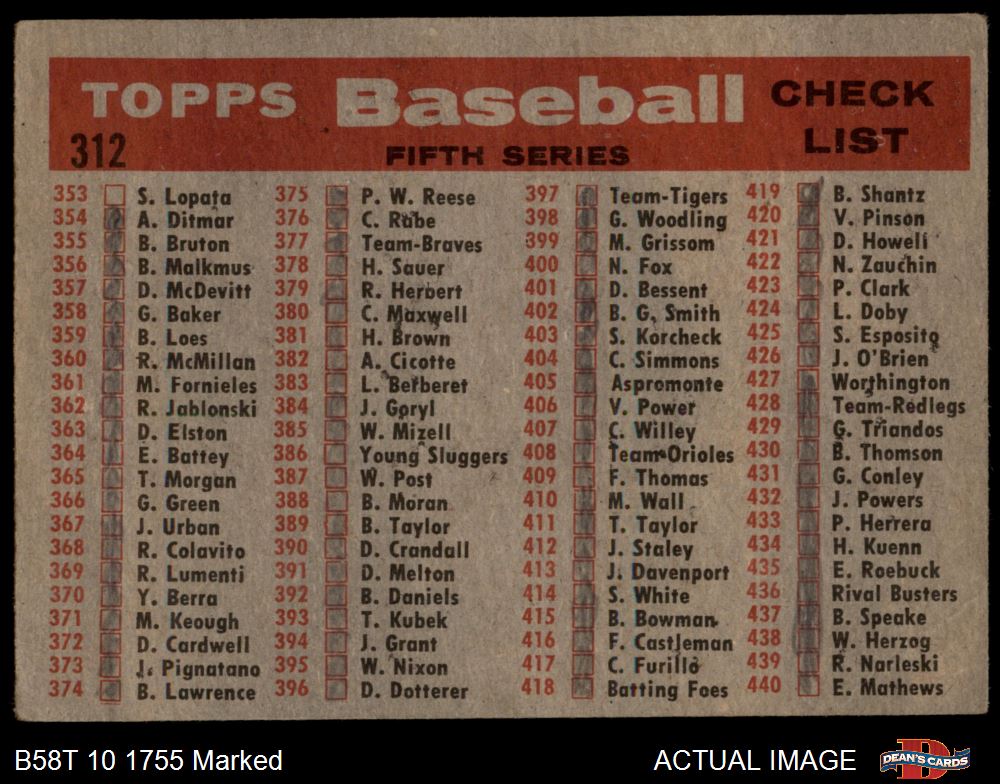 TOPPS Baseball CHECK LIST
312 FIFTH SERIES
353 S. Lopata
354 A. Ditmar
355 B. Bruton
356 B. Malkmus
357 D. McDevitt
358 G. Baker
359 B. Loes
360 R. McMillan
361 M. Fornieles
362 R. Jablonski
363 D. Elston
364 E. Battey
365 T. Morgan
366 G. Green
367 J. Urban
368 R. Colavito
369 R. Lumenti
370 Y. Berra
371 M. Keough
372 D. Cardwell
373 J. Pignatano
374 B. Lawrence
375 P. W. Reese
376 C. Rabe
377 Team-Braves
378 H. Sauer
379 R. Herbert
380 C. Maxwell
381 H. Brown
382 A. Cicotte
383 L. Berberet
384 J. Goryl
385 W. Mizell
386 Young Sluggers
387 W. Post
388 B. Moran
389 B. Taylor
390 D. Crandall
391 D. Melton
392 B. Daniels
393 T. Kubek
394 J. Grant
395 W. Nixon
396 D. Dotterer
397 Team-Tigers
398 G. Woodling
399 M. Grissom
400 N. Fox
401 D. Bessent
402 B. G. Smith
403 S. Korcheck
404 C. Simmons
405 Aspromonte
406 V. Power
407 C. Willey
408 Team-Orioles
409 F. Thomas
410 M. Wall
411 T. Taylor
412 J. Staley
413 J. Davenport
414 S. White
415 B. Bowman
416 F. Castleman
417 C. Furillo
418 Batting Foes
419 B. Shantz
420 V. Pinson
421 D. Howell
422 N. Zauchin
423 P. Clark
424 L. Doby
425 S. Esposito
426 J. O'Brien
427 Worthington
428 Team-Redlegs
429 G. Triandos
430 B. Thomson
431 G. Conley
432 J. Powers
433 P. Herrera
434 H. Kuenn
435 E. Roebuck
436 Rival Busters
437 B. Speake
438 W. Herzog
439 R. Narleski
440 E. Mathews
B58T 10 1755 Marked
ACTUAL IMAGE
D
DEAN'S CARDS